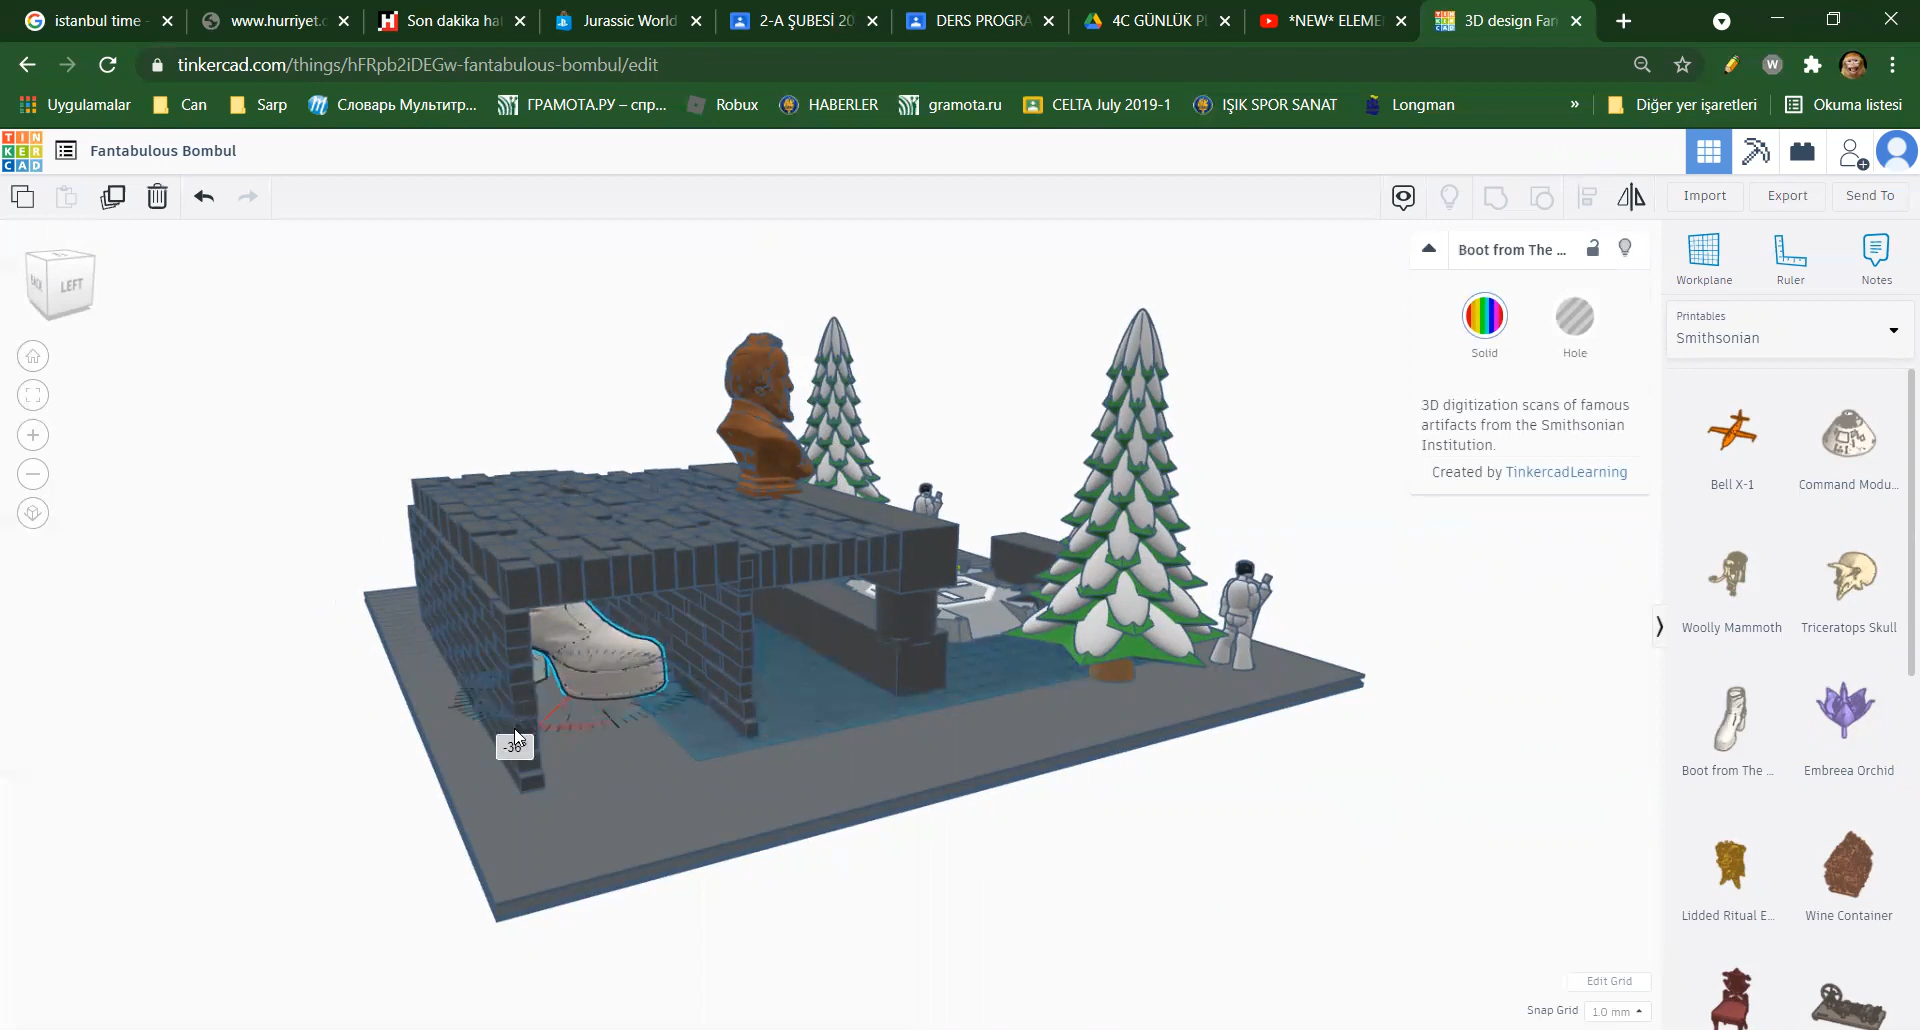 istanbul time
www.hurriyet.c
Son dakika ha
Jurassic World
2-A ŞUBESİ 20
DERS PROGRA
4C GÜNLÜK P
*NEW* ELEME
3D design Fan
tinkercad.com/things/hFRpb2iDEGw-fantabulous-bombul/edit
W
Uygulamalar
Can
Sarp
Словарь Мультитр...
ГРАМОТА.РУ – спр...
Robux
HABERLER
gramota.ru
CELTA July 2019-1
IŞIK SPOR SANAT
Longman
»
Diğer yer işaretleri
Okuma listesi
TIN
KER
CAD
Fantabulous Bombul
Import
Export
Send To
BACK
LEFT
Boot from The ...
Solid
Hole
3D digitization scans of famous
artifacts from the Smithsonian
Institution.
Created by TinkercadLearning
Workplane
Ruler
Notes
Printables
Smithsonian
Bell X-1
Command Modu...
Woolly Mammoth
Triceratops Skull
Boot from The ...
Embreea Orchid
Lidded Ritual E...
Wine Container
Edit Grid
Snap Grid
1.0 mm